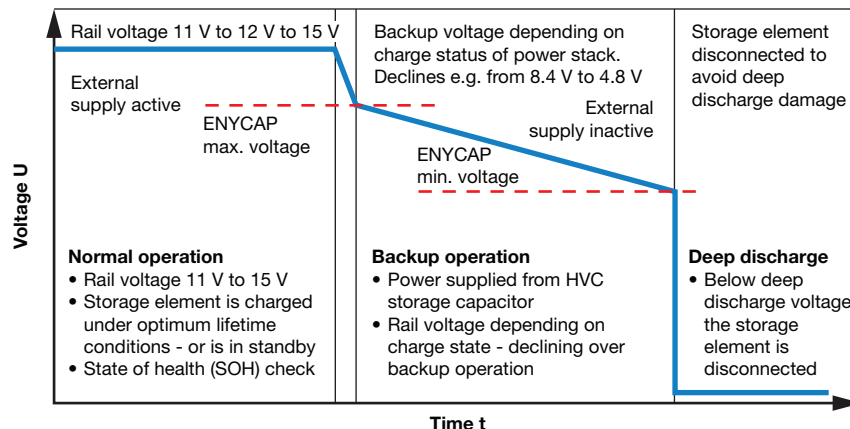 Rail voltage 11 V to 12 V to 15 V
External
supply active
ENYCAP
max. voltage
Backup voltage depending on
charge status of power stack.
Declines e.g. from 8.4 V to 4.8 V
External
supply inactive
ENYCAP
min. voltage
Storage element
disconnected to
avoid deep
discharge damage
Voltage U
Normal operation
• Rail voltage 11 V to 15 V
• Storage element is charged
under optimum lifetime
conditions - or is in standby
• State of health (SOH) check
Backup operation
• Power supplied from HVC
storage capacitor
• Rail voltage depending on
charge state - declining over
backup operation
Deep discharge
• Below deep
discharge voltage
the storage
element is
disconnected
Time t